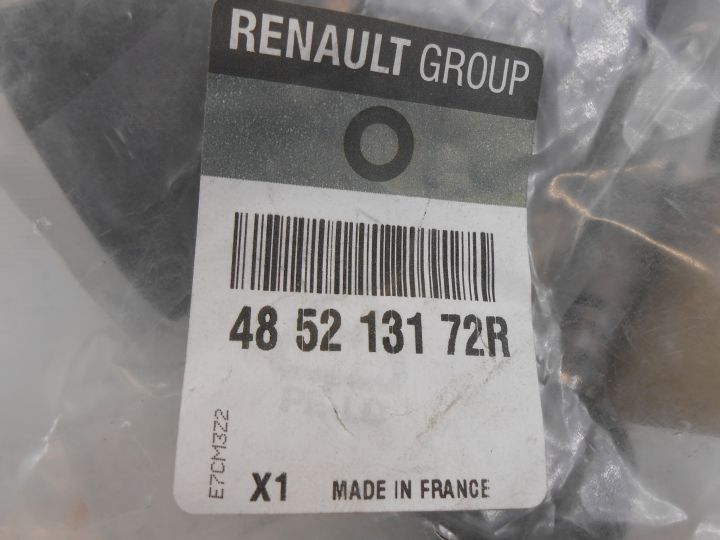 RENAULT GROUP
48 52 131 72R
E7CM3Z2
X1 MADE IN FRANCE